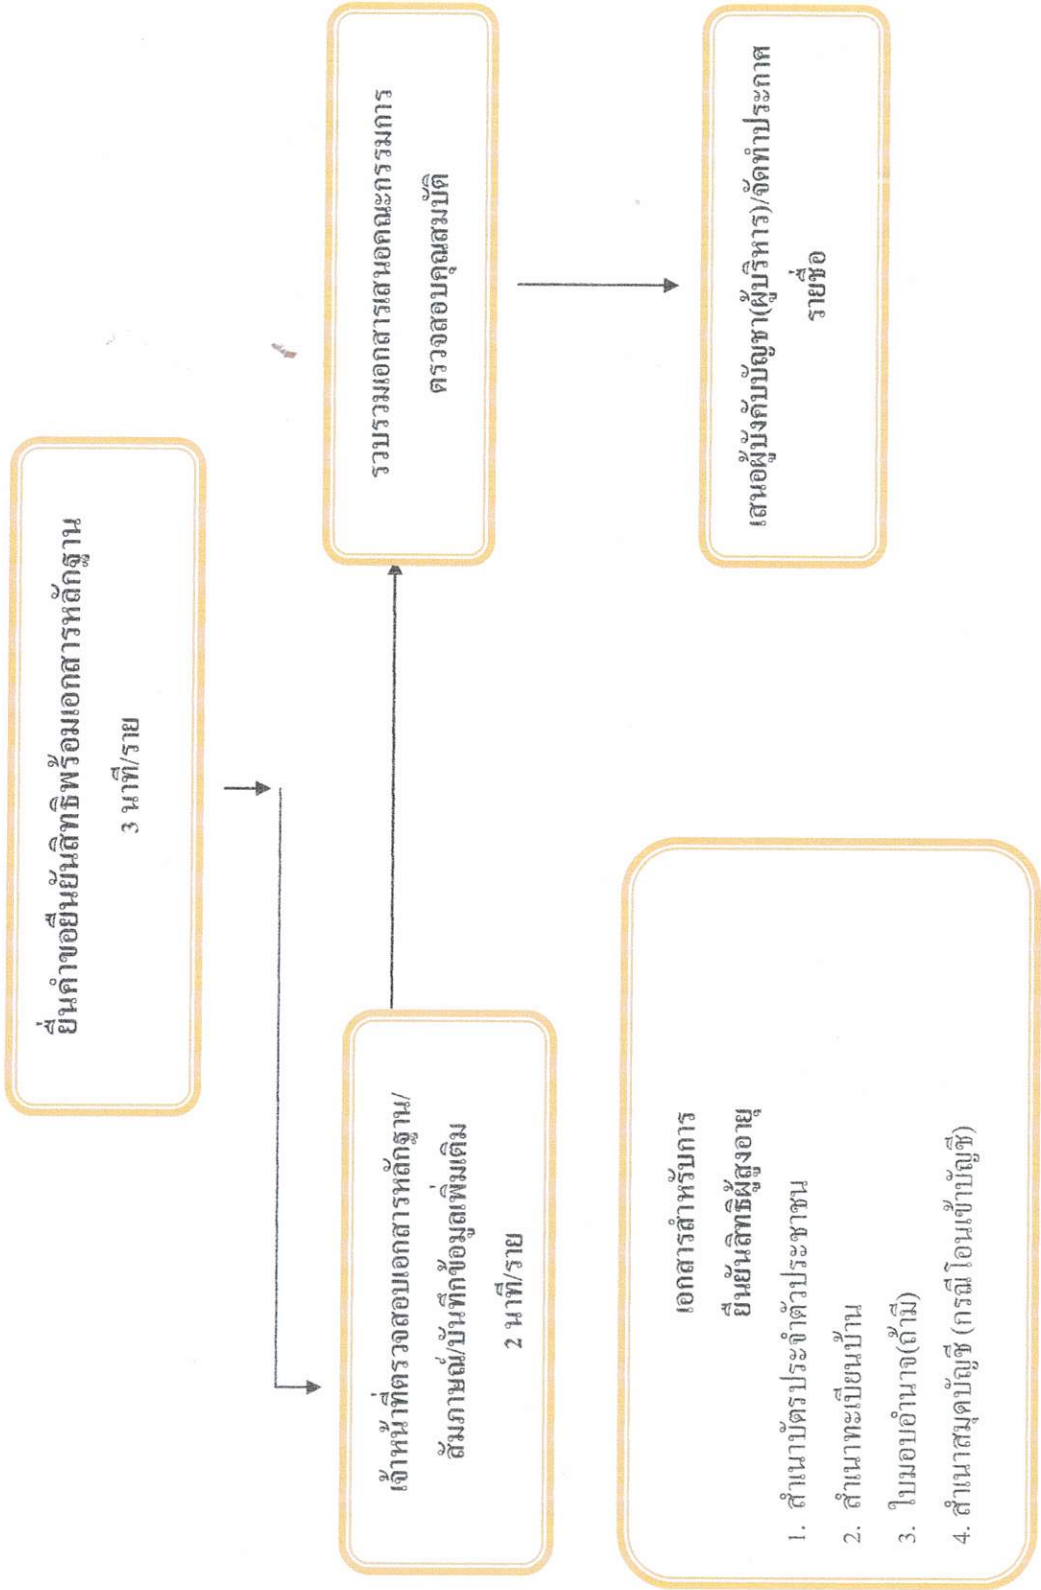 ยื่นคำขอยืนยันสิทธิพร้อมเอกสารหลักฐาน
3 นาที/ราย
เจ้าหน้าที่ตรวจสอบเอกสารหลักฐาน/
สัมภาษณ์/บันทึกข้อมูลเพิ่มเติม
2 นาที/ราย
รวบรวมเอกสารเสนอคณะกรรมการ
ตรวจสอบคุณสมบัติ
เสนอผู้บังคับบัญชา(ผู้บริหาร)/จัดทำประกาศ
รายชื่อ
เอกสารสำหรับการ
ยืนยันสิทธิผู้สูงอายุ
1. สำเนาบัตรประจำตัวประชาชน
2. สำเนาทะเบียนบ้าน
3. ใบมอบอำนาจ(ถ้ามี)
4. สำเนาสมุดบัญชี (กรณีโอนเข้าบัญชี)